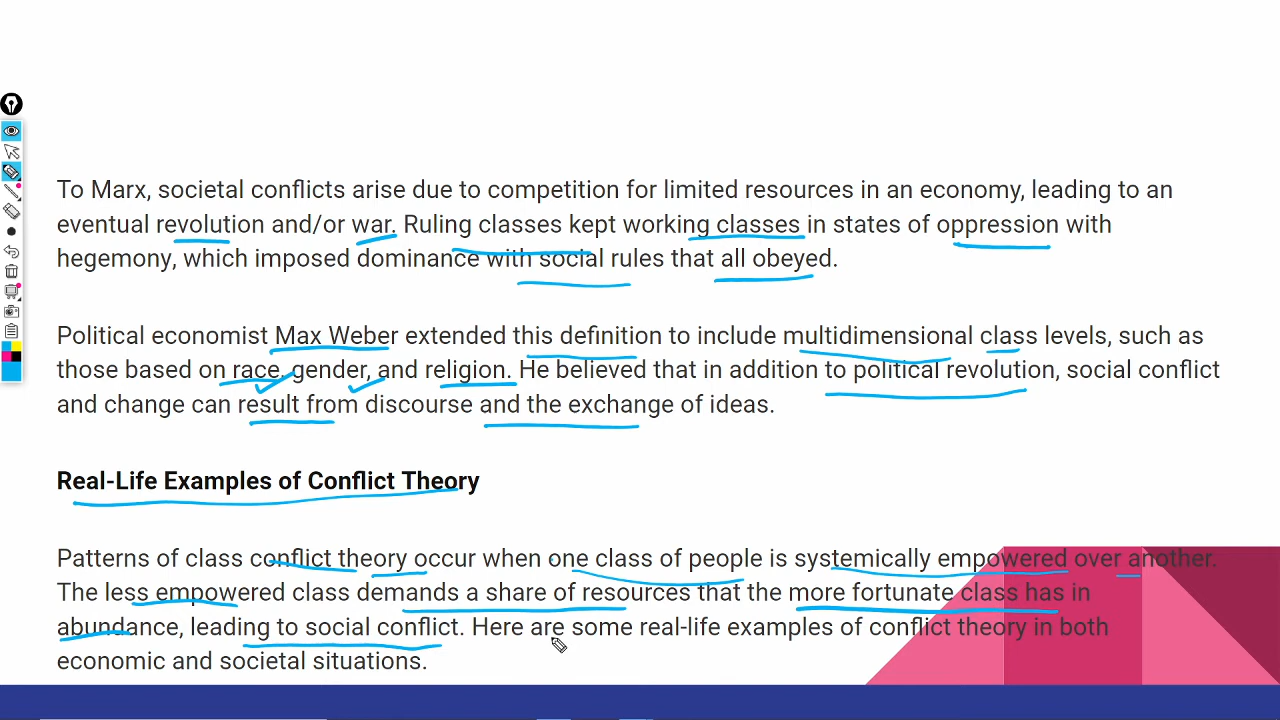 To Marx, societal conflicts arise due to competition for limited resources in an economy, leading to an
eventual revolution and/or war. Ruling classes kept working classes in states of oppression with
hegemony, which imposed dominance with social rules that all obeyed.
Political economist Max Weber extended this definition to include multidimensional class levels, such as
those based on race, gender, and religion. He believed that in addition to political revolution, social conflict
and change can result from discourse and the exchange of ideas.
Real-Life Examples of Conflict Theory
Patterns of class conflict theory occur when one class of people is systemically empowered over another.
The less empowered class demands a share of resources that the more fortunate class has in
abundance, leading to social conflict. Here are some real-life examples of conflict theory in both
economic and societal situations.